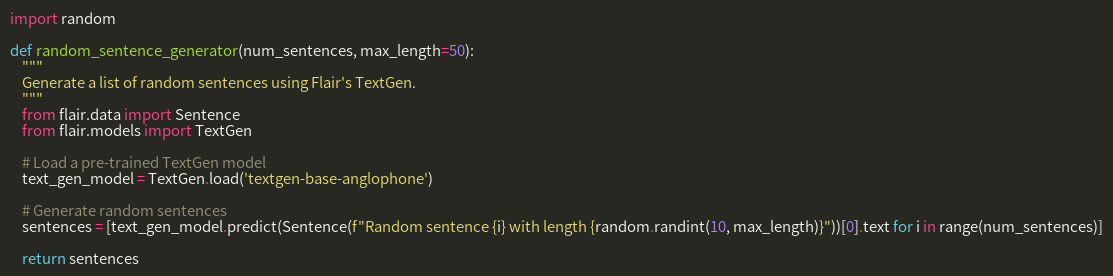 import random

def random_sentence_generator(num_sentences, max_length=50):
    """
    Generate a list of random sentences using Flair's TextGen.
    """
    from flair.data import Sentence
    from flair.models import TextGen

    # Load a pre-trained TextGen model
    text_gen_model = TextGen.load('textgen-base-anglophone')

    # Generate random sentences
    sentences = [text_gen_model.predict(Sentence(f"Random sentence {i} with length {random.randint(10, max_length)}"))[0].text for i in range(num_sentences)]

    return sentences